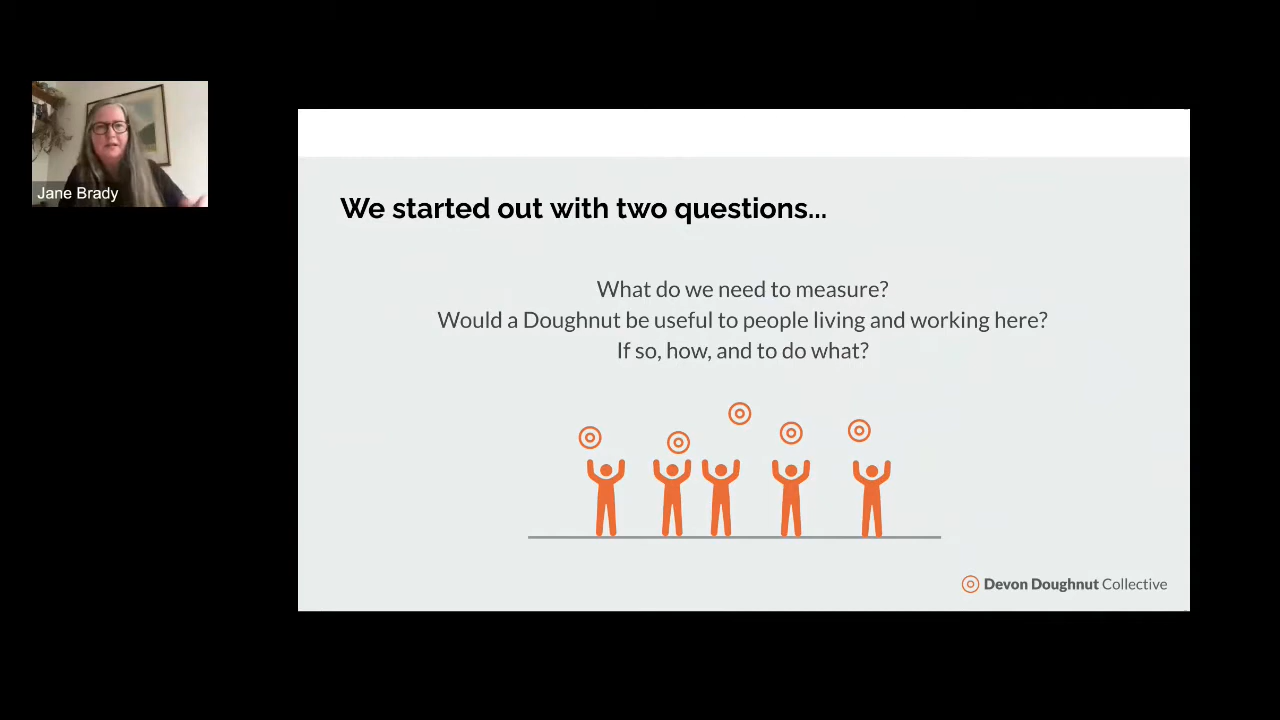 Jane Brady
We started out with two questions...
What do we need to measure?
Would a Doughnut be useful to people living and working here?
If so, how, and to do what?
Devon Doughnut Collective